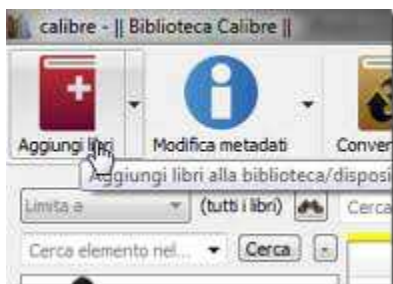 calibre - || Biblioteca Calibre ||
Aggiungi libri
Modifica metadati
Conver
Aggiungi libri alla biblioteca/disposi
Limita a
(tutti i libri)
Cerca
Cerca elemento nel...
Cerca